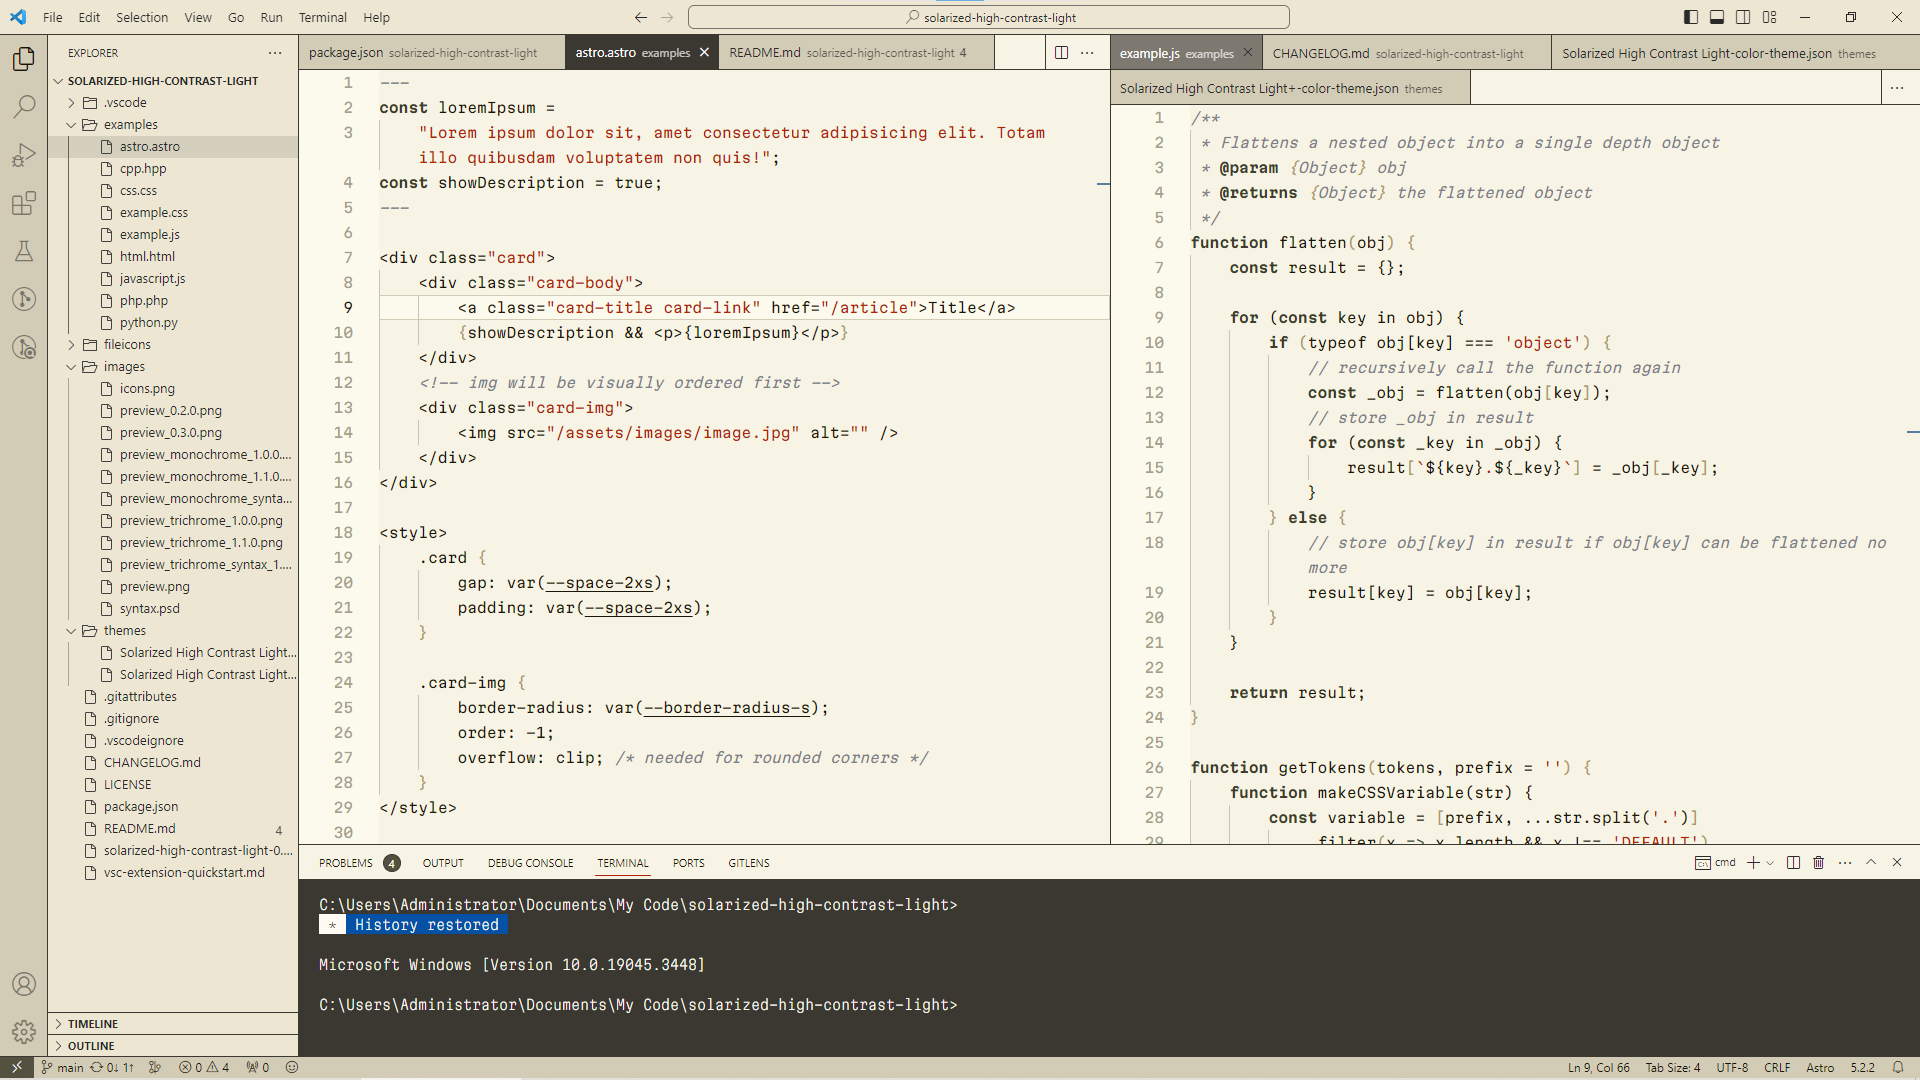 File Edit Selection View Go Run Terminal Help
solarized-high-contrast-light
EXPLORER
SOLARIZED-HIGH-CONTRAST-LIGHT
.vscode
examples
astro.astro
cpp.hpp
css.css
example.css
example.js
html.html
javascript.js
php.php
python.py
fileicons
images
icons.png
preview_0.2.0.png
preview_0.3.0.png
preview_monochrome_1.0.0....
preview_monochrome_1.1.0....
preview_monochrome_synta...
preview_trichrome_1.0.0.png
preview_trichrome_1.1.0.png
preview_trichrome_syntax_1....
preview.png
syntax.psd
themes
Solarized High Contrast Light...
Solarized High Contrast Light...
.gitattributes
.gitignore
.vscodeignore
CHANGELOG.md
LICENSE
package.json
README.md 4
solarized-high-contrast-light-0....
vsc-extension-quickstart.md
TIMELINE
OUTLINE
package.json solarized-high-contrast-light
astro.astro examples
README.md solarized-high-contrast-light 4
1 ---
2 const loremIpsum =
3 "Lorem ipsum dolor sit, amet consectetur adipisicing elit. Totam
illo quibusdam voluptatem non quis!";
4 const showDescription = true;
5 ---
6
7 <div class="card">
8 <div class="card-body">
9 <a class="card-title card-link" href="/article">Title</a>
10 {showDescription && <p>{loremIpsum}</p>}
11 </div>
12 <!-- img will be visually ordered first -->
13 <div class="card-img">
14 <img src="/assets/images/image.jpg" alt="" />
15 </div>
16 </div>
17
18 <style>
19 .card {
20 gap: var(--space-2xs);
21 padding: var(--space-2xs);
22 }
23
24 .card-img {
25 border-radius: var(--border-radius-s);
26 order: -1;
27 overflow: clip; /* needed for rounded corners */
28 }
29 </style>
30
example.js examples
CHANGELOG.md solarized-high-contrast-light
Solarized High Contrast Light-color-theme.json themes
Solarized High Contrast Light+-color-theme.json themes
1 /**
2 * Flattens a nested object into a single depth object
3 * @param {Object} obj
4 * @returns {Object} the flattened object
5 */
6 function flatten(obj) {
7 const result = {};
8
9 for (const key in obj) {
10 if (typeof obj[key] === 'object') {
11 // recursively call the function again
12 const _obj = flatten(obj[key]);
13 // store _obj in result
14 for (const _key in _obj) {
15 result[`${key}.${_key}`] = _obj[_key];
16 }
17 } else {
18 // store obj[key] in result if obj[key] can be flattened no
more
19 result[key] = obj[key];
20 }
21 }
22
23 return result;
24 }
25
26 function getTokens(tokens, prefix = '') {
27 function makeCSSVariable(str) {
28 const variable = [prefix, ...str.split('.')]
29 .filter(x => x.length && x !== 'DEFAULT')
PROBLEMS 4 OUTPUT DEBUG CONSOLE TERMINAL PORTS GITLENS
cmd
C:\Users\Administrator\Documents\My Code\solarized-high-contrast-light>
* History restored
Microsoft Windows [Version 10.0.19045.3448]
C:\Users\Administrator\Documents\My Code\solarized-high-contrast-light>
main 0↓ 1↑ 0 4 0
Ln 9, Col 66 Tab Size: 4 UTF-8 CRLF Astro 5.2.2